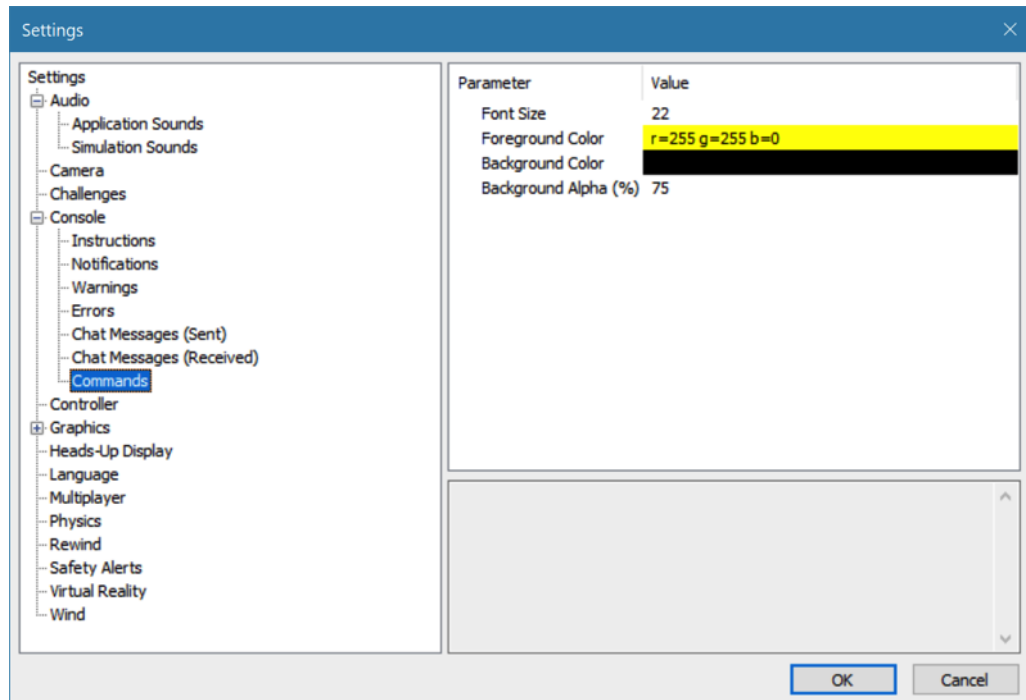 Settings
Settings
Audio
Application Sounds
Simulation Sounds
Camera
Challenges
Console
Instructions
Notifications
Warnings
Errors
Chat Messages (Sent)
Chat Messages (Received)
Commands
Controller
Graphics
Heads-Up Display
Language
Multiplayer
Physics
Rewind
Safety Alerts
Virtual Reality
Wind
Parameter Value
Font Size 22
Foreground Color r=255 g=255 b=0
Background Color
Background Alpha (%) 75
OK Cancel